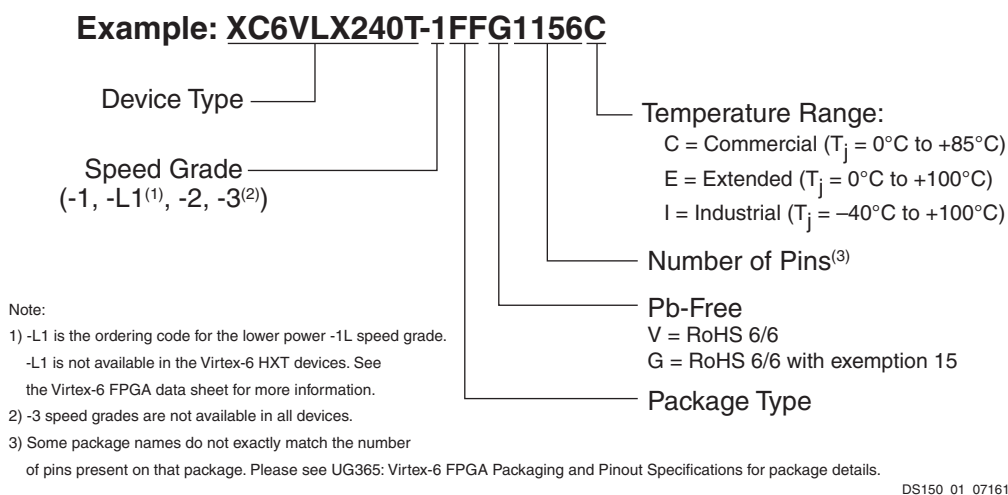 Example: XC6VLX240T-1FFG1156C
Device Type
Speed Grade
(-1, -L1(1), -2, -3(2))
Temperature Range:
C = Commercial (Tj = 0°C to +85°C)
E = Extended (Tj = 0°C to +100°C)
I = Industrial (Tj = –40°C to +100°C)
Number of Pins(3)
Pb-Free
V = RoHS 6/6
G = RoHS 6/6 with exemption 15
Package Type
Note:
1) -L1 is the ordering code for the lower power -1L speed grade.
-L1 is not available in the Virtex-6 HXT devices. See
the Virtex-6 FPGA data sheet for more information.
2) -3 speed grades are not available in all devices.
3) Some package names do not exactly match the number
of pins present on that package. Please see UG365: Virtex-6 FPGA Packaging and Pinout Specifications for package details.
DS150_01_07161